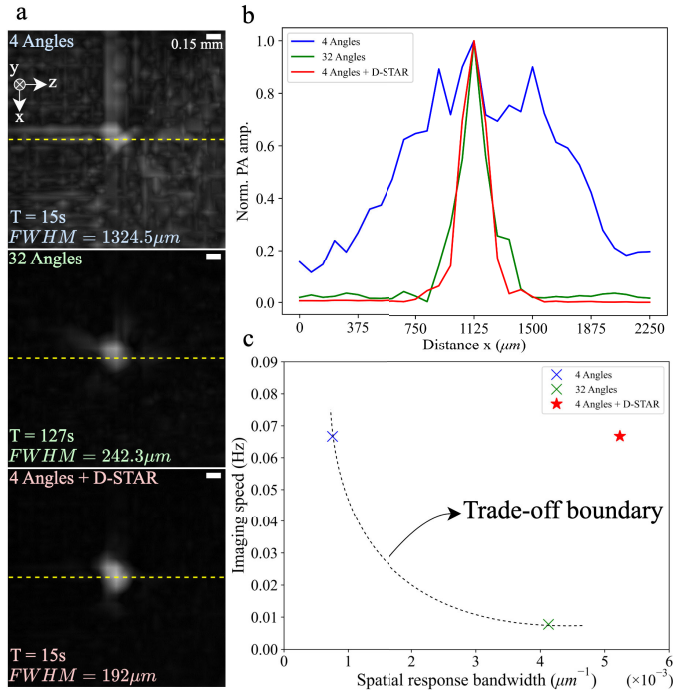 a
4 Angles
0.15 mm
y
z
x
T = 15s
FWHM = 1324.5μm
32 Angles
T = 127s
FWHM = 242.3μm
4 Angles + D-STAR
T = 15s
FWHM = 192μm
b
4 Angles
32 Angles
4 Angles + D-STAR
1.0
0.8
0.6
0.4
0.2
0.0
Norm. PA amp.
0 375 750 1125 1500 1875 2250
Distance x (μm)
c
4 Angles
32 Angles
4 Angles + D-STAR
0.09
0.08
0.07
0.06
0.05
0.04
0.03
0.02
0.01
0.00
Imaging speed (Hz)
Trade-off boundary
0 1 2 3 4 5 6
Spatial response bandwidth (μm⁻¹) (×10⁻³)